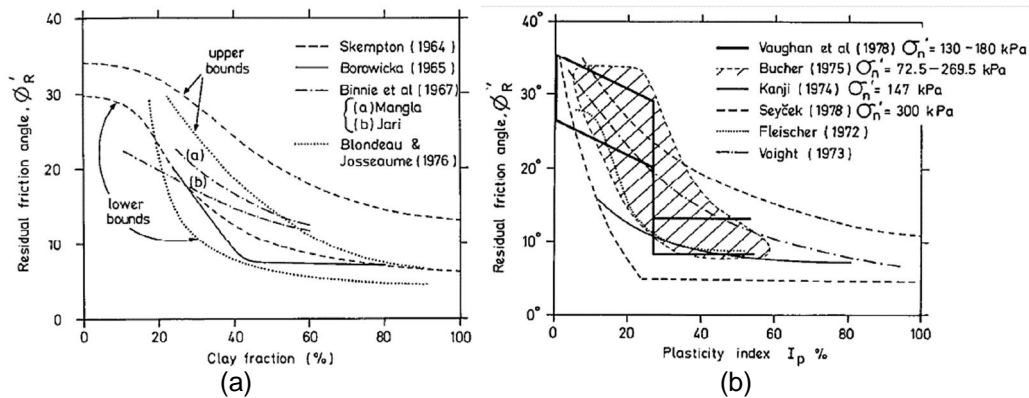 40
30
20
10
0
Residual friction angle, ϕ'R
0 20 40 60 80 100
Clay fraction (%)
upper
bounds
lower
bounds
(a)
(b)
Skempton (1964)
Borowicka (1965)
Binnie et al (1967)
(a) Mangla
(b) Jari
Blondeau &
Josseaume (1976)
(a)
40°
30°
20°
10°
0°
Residual friction angle, ϕ''R
0 20 40 60 80 100
Plasticity index Ip %
Vaughan et al (1978) σn' = 130 - 180 kPa
Bucher (1975) σn' = 72.5-269.5 kPa
Kanji (1974) σn' = 147 kPa
Seyček (1978) σn' = 300 kPa
Fleischer (1972)
Voight (1973)
(b)